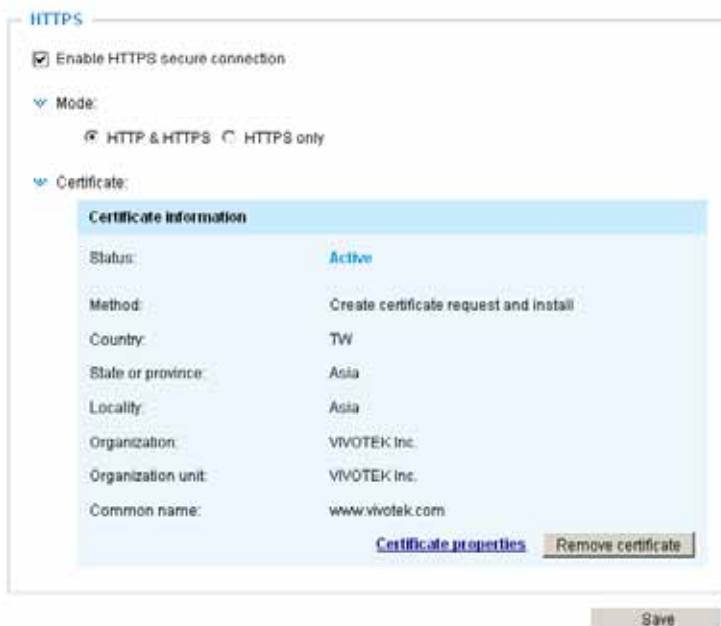 HTTPS
Enable HTTPS secure connection
Mode:
HTTP & HTTPS HTTPS only
Certificate:
Certificate information
Status: Active
Method: Create certificate request and install
Country: TW
State or province: Asia
Locality: Asia
Organization: VIVOTEK Inc.
Organization unit: VIVOTEK Inc.
Common name: www.vivotek.com
Certificate properties Remove certificate
Save